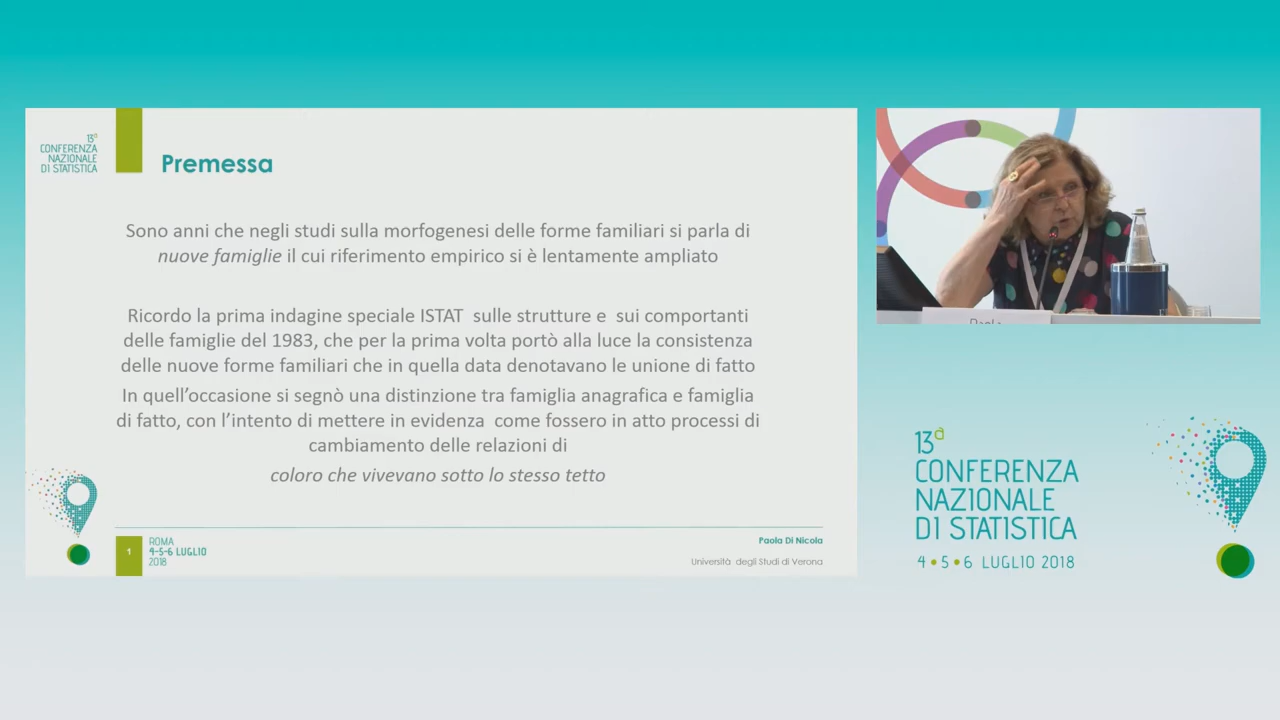 13ª
CONFERENZA
NAZIONALE
DI STATISTICA
Premessa
Sono anni che negli studi sulla morfogenesi delle forme familiari si parla di
nuove famiglie il cui riferimento empirico si è lentamente ampliato
Ricordo la prima indagine speciale ISTAT sulle strutture e sui comportanti
delle famiglie del 1983, che per la prima volta portò alla luce la consistenza
delle nuove forme familiari che in quella data denotavano le unione di fatto
In quell'occasione si segnò una distinzione tra famiglia anagrafica e famiglia
di fatto, con l'intento di mettere in evidenza come fossero in atto processi di
cambiamento delle relazioni di
coloro che vivevano sotto lo stesso tetto
1
ROMA
4-5-6 LUGLIO
2018
Paola Di Nicola
Università degli Studi di Verona
Paola
13ª
CONFERENZA
NAZIONALE
DI STATISTICA
4 • 5 • 6 LUGLIO 2018